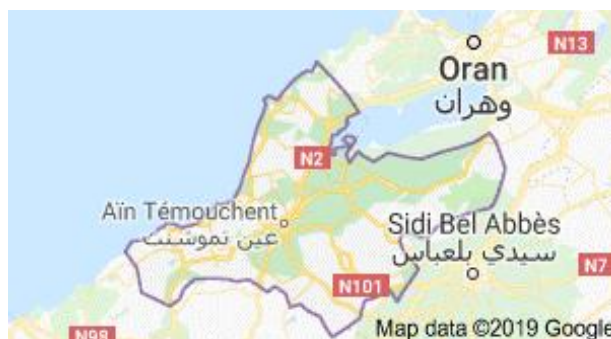 N13
Oran
وهران
N2
Aïn Témouchent
عين تموشنت
Sidi Bel Abbès
سيدي بلعباس
N7
N101
N98
Map data ©2019 Google